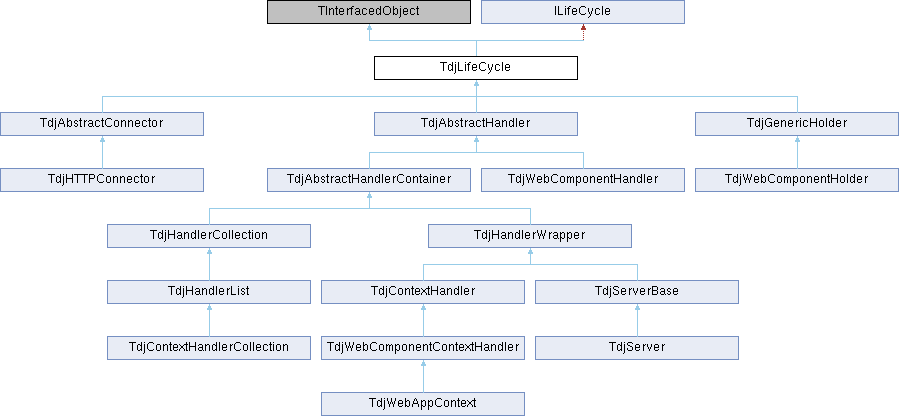 TInterfacedObject
ILifeCycle
TdjLifeCycle
TdjAbstractConnector
TdjAbstractHandler
TdjGenericHolder
TdjHTTPConnector
TdjAbstractHandlerContainer
TdjWebComponentHandler
TdjWebComponentHolder
TdjHandlerCollection
TdjHandlerWrapper
TdjHandlerList
TdjContextHandler
TdjServerBase
TdjContextHandlerCollection
TdjWebComponentContextHandler
TdjServer
TdjWebAppContext